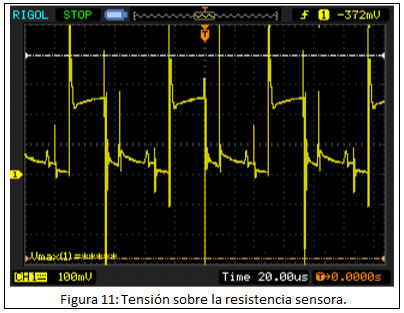 RIGOL STOP T 1 -372mV
T
1
Vmax(1)=*****
CH1 100mV Time 20.00us T→0.0000s
Figura 11: Tensión sobre la resistencia sensora.